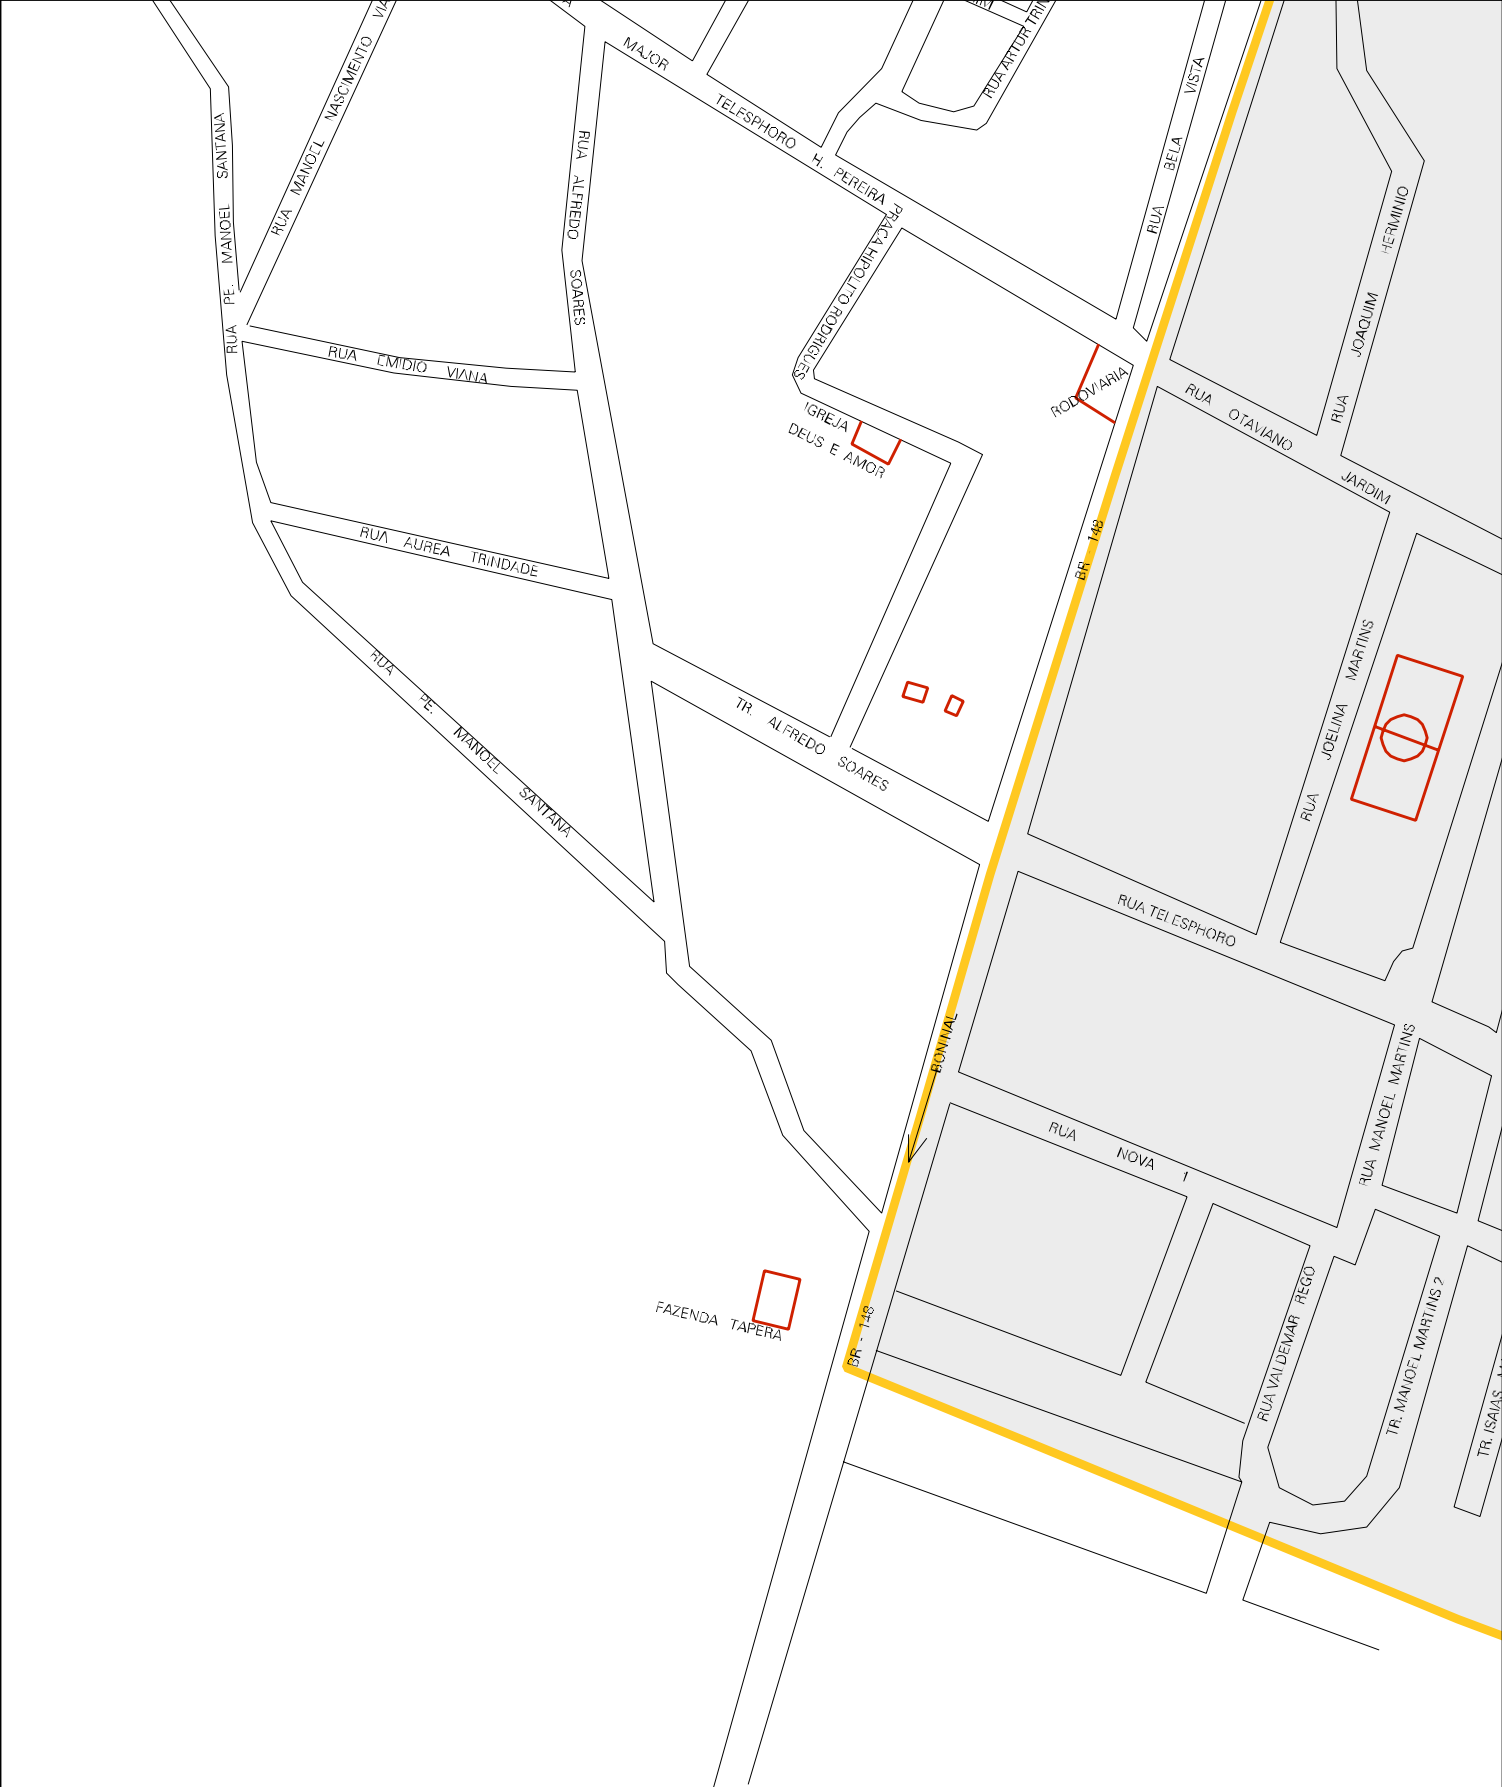 RUA MANOEL NASCIMENTO
RUA PE. MANOEL SANTANA
RUA ALFREDO SOARES
MAJOR TELESPHORO H. PEREIRA
RUA ARTUR
RUA BELA VISTA
PRAÇA HIPOLITO RODRIGUES
RUA JOAQUIM HERMINIO
RUA EMIDIO VIANA
RODOVIARIA
IGREJA
DEUS E AMOR
RUA OTAVIANO JARDIM
BR - 148
RUA AUREA TRINDADE
RUA PE. MANOEL SANTANA
TR. ALFREDO SOARES
RUA JOELINA MARTINS
RUA TELESPHORO
BONINAL
RUA MANOEL MARTINS
RUA NOVA 1
FAZENDA TAPERA
BR - 148
RUA VALDEMAR REGO
TR. MANOEL MARTINS 2
TR. ISAIAS